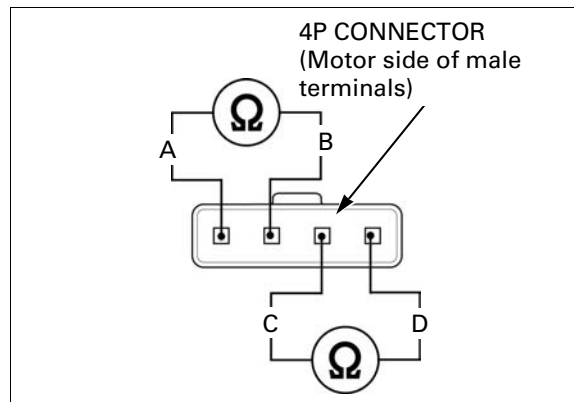 4P CONNECTOR
(Motor side of male
terminals)
Ω
A
B
C
D
Ω